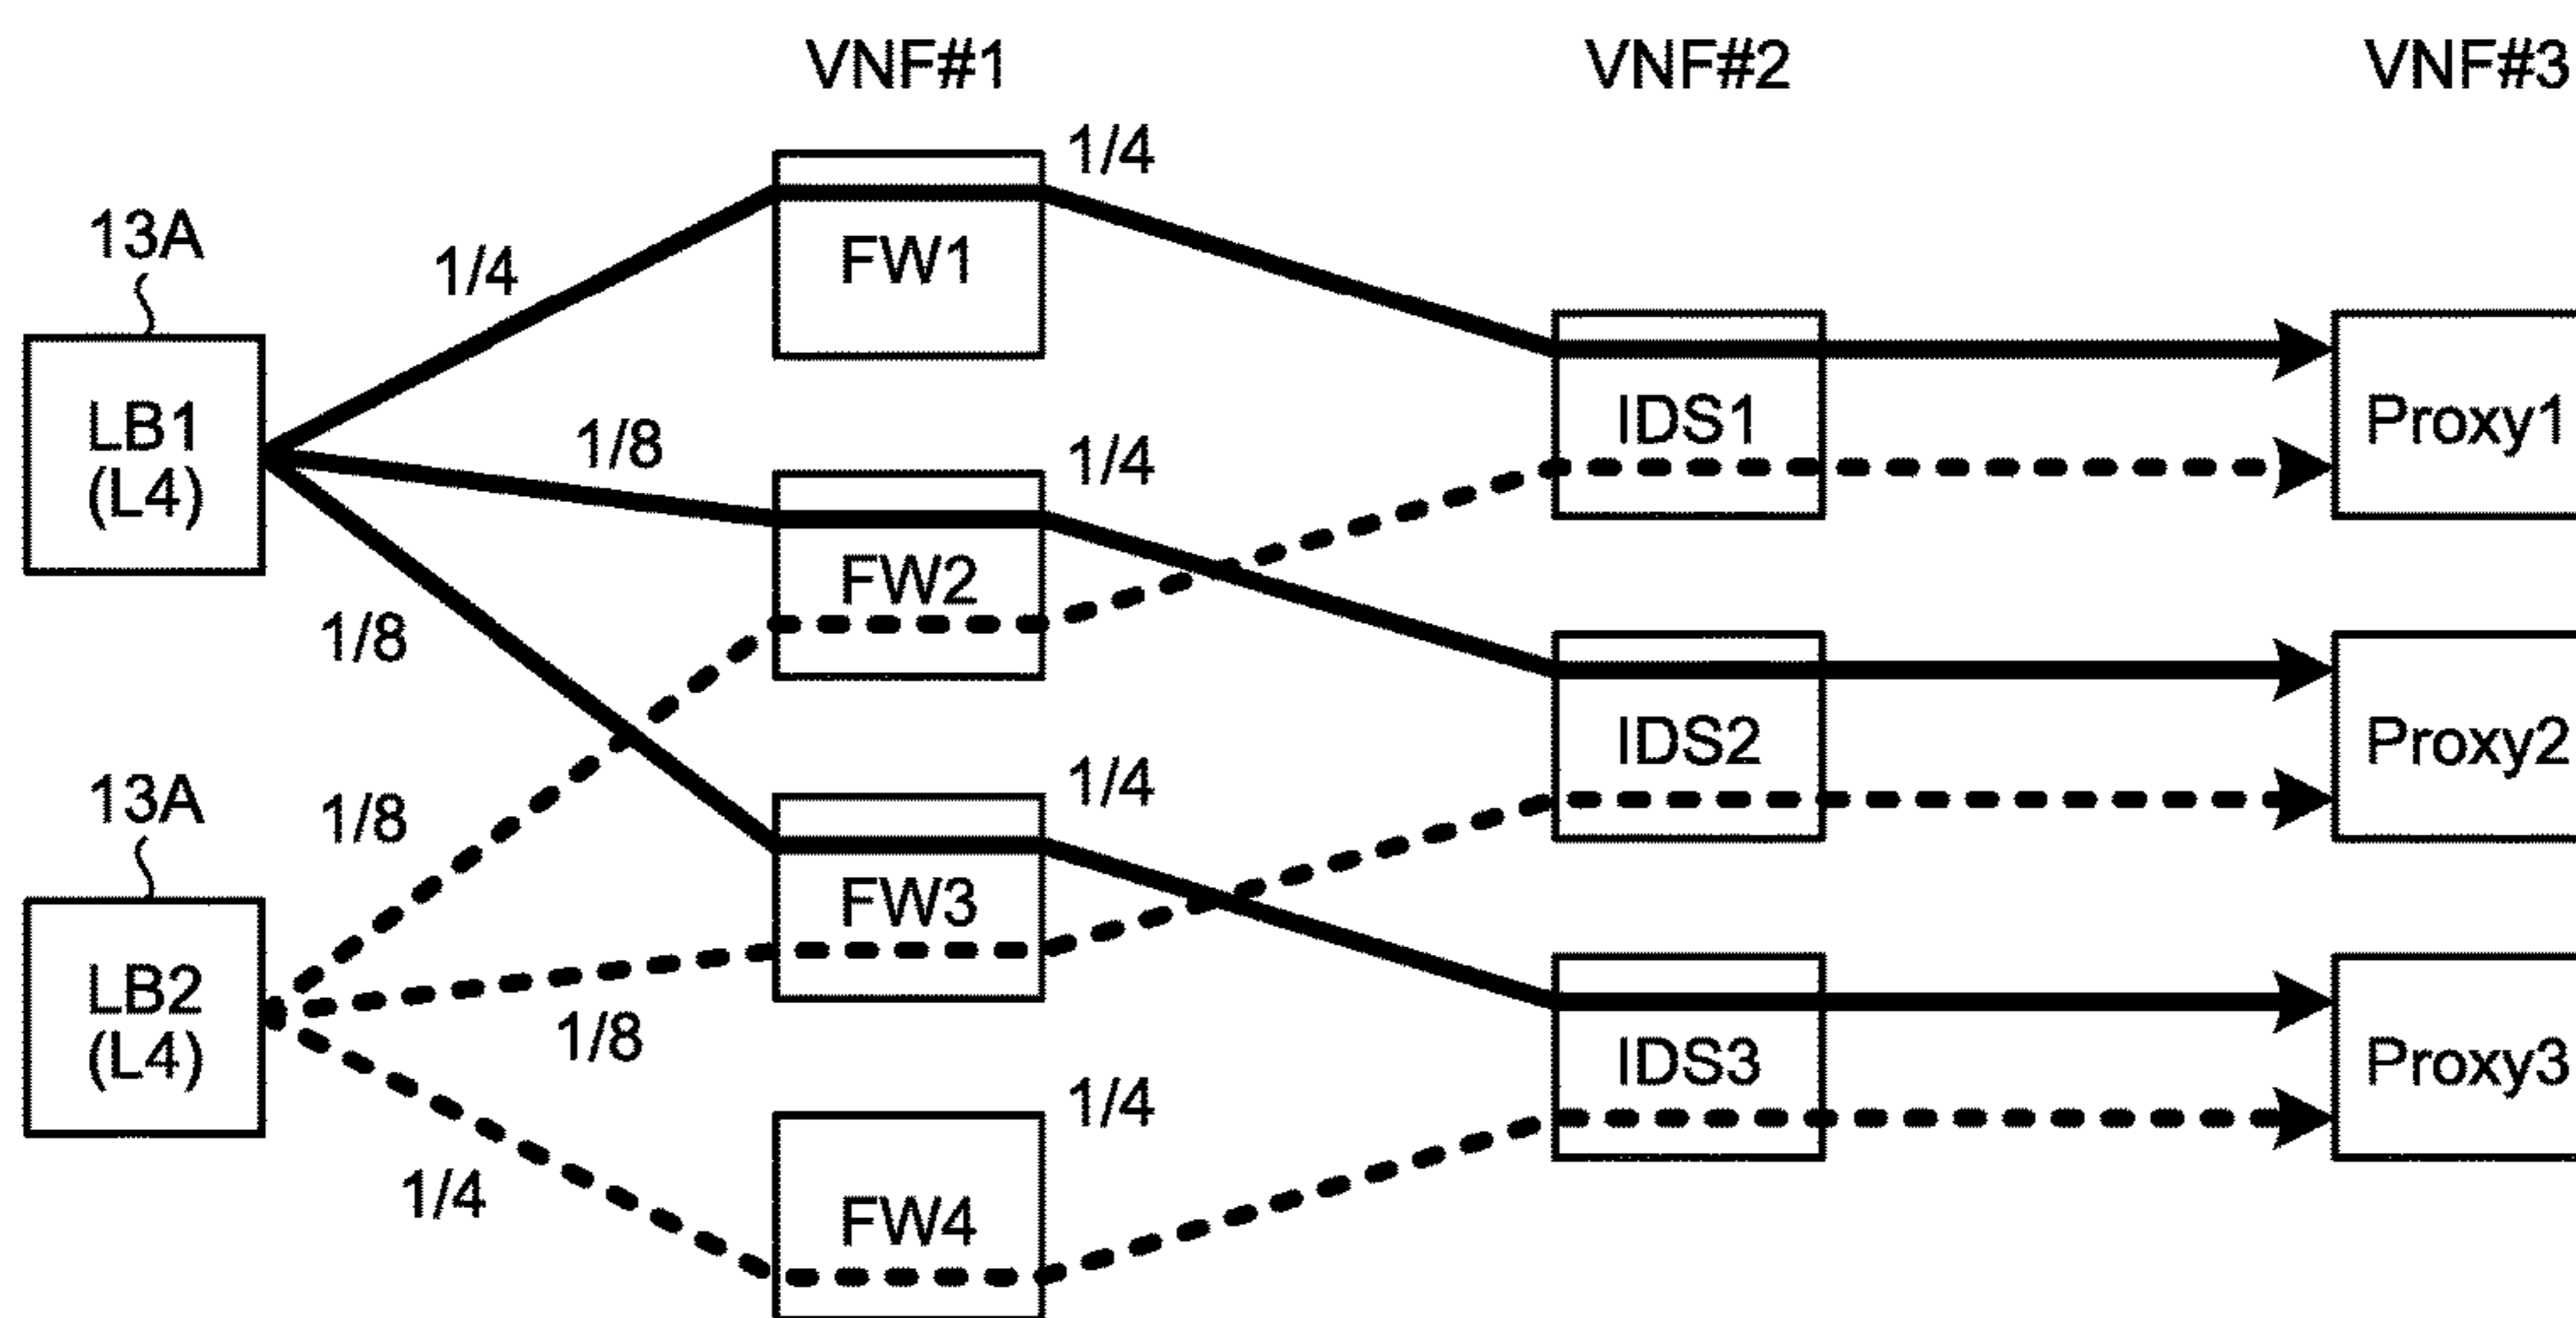 VNF#1
VNF#2
VNF#3
1/4
13A
1/4
FW1
LB1
(L4)
1/8
1/4
IDS1
Proxy1
FW2
1/8
13A
1/8
1/4
IDS2
Proxy2
FW3
LB2
(L4)
1/8
1/4
IDS3
Proxy3
1/4
FW4